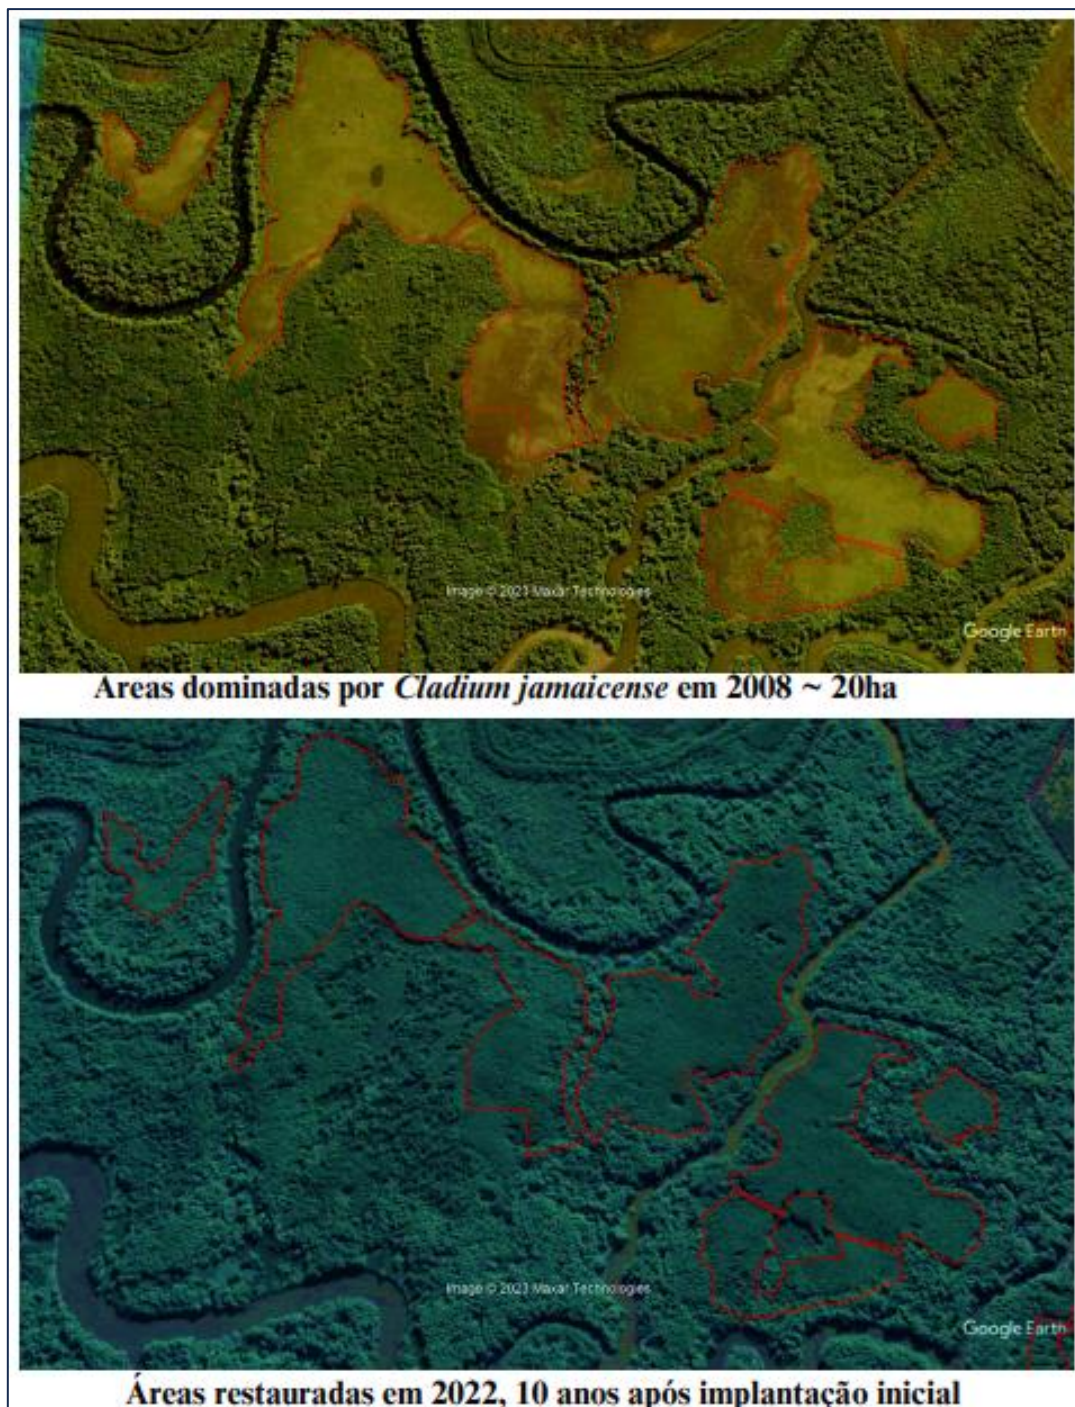 Image © 2023 Maxar Technologies
Google Earth
Áreas dominadas por Cladium jamaicense em 2008 ~ 20ha
Image © 2023 Maxar Technologies
Google Earth
Áreas restauradas em 2022, 10 anos após implantação inicial